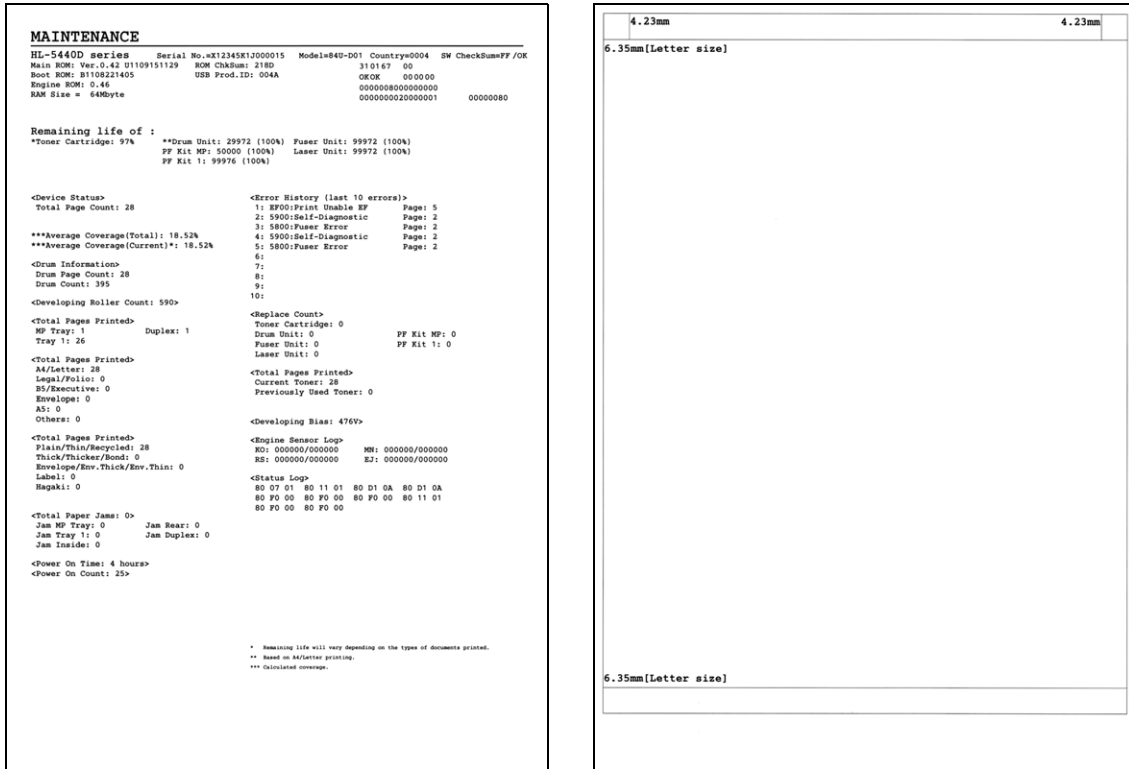 MAINTENANCE
HL-5440D series Serial No.=X12345K1J000015 Model=84U-D01 Country=0004 SW CheckSum=FF/OK
Main ROM: Ver.0.42 U1109151129 ROM ChkSum: 218D 310167 00
Boot ROM: B1108221405 USB Prod.ID: 004A OKOK 000000
Engine ROM: 0.46 0000008000000000
RAM Size = 64Mbyte 0000000020000001 00000080
Remaining life of :
*Toner Cartridge: 97% **Drum Unit: 29972 (100%) Fuser Unit: 99972 (100%)
PF Kit MP: 50000 (100%) Laser Unit: 99972 (100%)
PF Kit 1: 99976 (100%)
<Device Status>
Total Page Count: 28
***Average Coverage(Total): 18.52%
***Average Coverage(Current)*: 18.52%
<Drum Information>
Drum Page Count: 28
Drum Count: 395
<Developing Roller Count: 590>
<Total Pages Printed>
MP Tray: 1 Duplex: 1
Tray 1: 26
<Total Pages Printed>
A4/Letter: 28
Legal/Folio: 0
B5/Executive: 0
Envelope: 0
A5: 0
Others: 0
<Total Pages Printed>
Plain/Thin/Recycled: 28
Thick/Thicker/Bond: 0
Envelope/Env.Thick/Env.Thin: 0
Label: 0
Hagaki: 0
<Total Paper Jams: 0>
Jam MP Tray: 0 Jam Rear: 0
Jam Tray 1: 0 Jam Duplex: 0
Jam Inside: 0
<Power On Time: 4 hours>
<Power On Count: 25>
<Error History (last 10 errors)>
1: EF00:Print Unable EF Page: 5
2: 5900:Self-Diagnostic Page: 2
3: 5800:Fuser Error Page: 2
4: 5900:Self-Diagnostic Page: 2
5: 5800:Fuser Error Page: 2
6:
7:
8:
9:
10:
<Replace Count>
Toner Cartridge: 0
Drum Unit: 0 PF Kit MP: 0
Fuser Unit: 0 PF Kit 1: 0
Laser Unit: 0
<Total Pages Printed>
Current Toner: 28
Previously Used Toner: 0
<Developing Bias: 476V>
<Engine Sensor Log>
KO: 000000/000000 MN: 000000/000000
RS: 000000/000000 EJ: 000000/000000
<Status Log>
80 07 01 80 11 01 80 D1 0A 80 D1 0A
80 F0 00 80 F0 00 80 F0 00 80 11 01
80 F0 00 80 F0 00
* Remaining life will vary depending on the types of documents printed.
** Based on A4/Letter printing.
*** Calculated coverage.
4.23mm 4.23mm
6.35mm[Letter size]
6.35mm[Letter size]